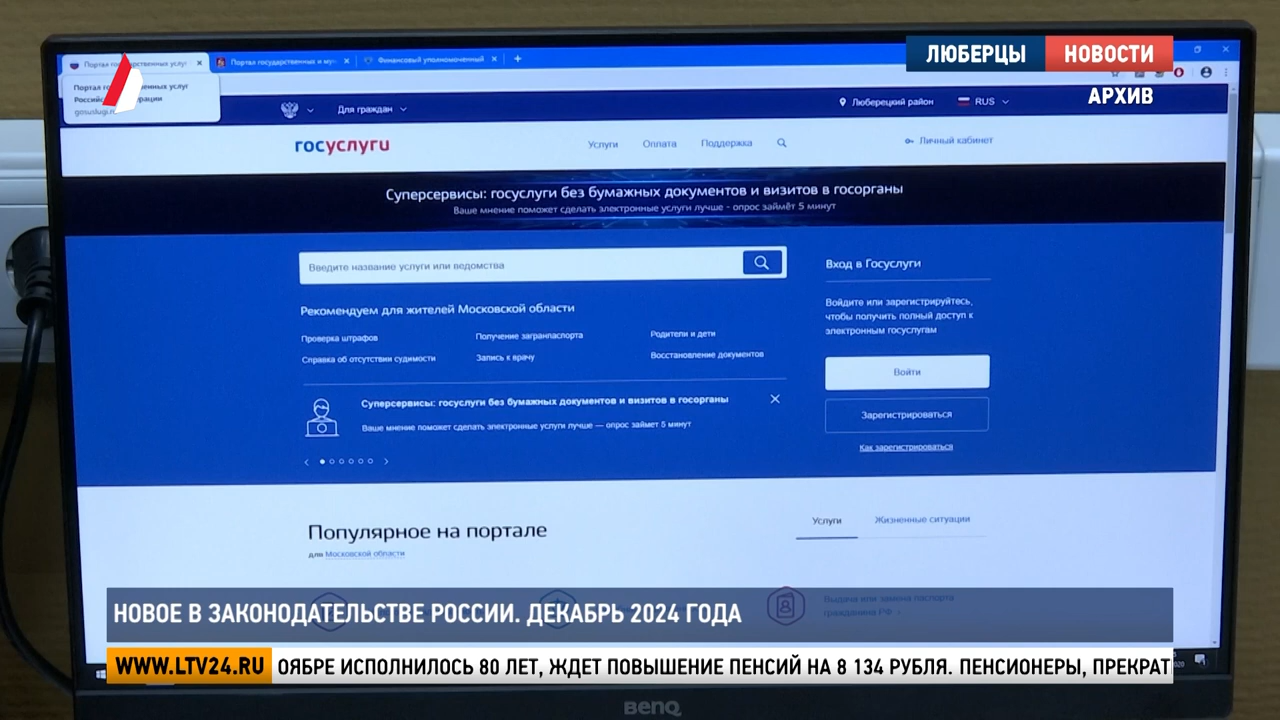 ЛЮБЕРЦЫ НОВОСТИ
АРХИВ
Портал государственных услуг
Портал государственных и мун
Финансовый уполномоченный
Портал государственных услуг
Российской Федерации
gosuslugi.ru
Для граждан
Люберецкий район
RUS
госуслуги
Услуги Оплата Поддержка
Личный кабинет
Суперсервисы: госуслуги без бумажных документов и визитов в госорганы
Ваше мнение поможет сделать электронные услуги лучше - опрос займёт 5 минут
Введите название услуги или ведомства
Вход в Госуслуги
Войдите или зарегистрируйтесь,
чтобы получить полный доступ к
электронным госуслугам
Рекомендуем для жителей Московской области
Проверка штрафов Получение загранпаспорта Родители и дети
Справка об отсутствии судимости Запись к врачу Восстановление документов
Войти
Зарегистрироваться
Как зарегистрироваться
Суперсервисы: госуслуги без бумажных документов и визитов в госорганы
Ваше мнение поможет сделать электронные услуги лучше — опрос займет 5 минут
Популярное на портале
для Московской области
Услуги Жизненные ситуации
Выдача или замена паспорта
гражданина РФ
НОВОЕ В ЗАКОНОДАТЕЛЬСТВЕ РОССИИ. ДЕКАБРЬ 2024 ГОДА
WWW.LTV24.RU ОЯБРЕ ИСПОЛНИЛОСЬ 80 ЛЕТ, ЖДЕТ ПОВЫШЕНИЕ ПЕНСИЙ НА 8 134 РУБЛЯ. ПЕНСИОНЕРЫ, ПРЕКРАТ
BenQ